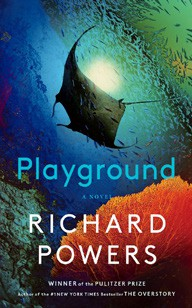 Playground
A NOVEL
RICHARD
POWERS
WINNER of the PULITZER PRIZE
Author of the #1 NEW YORK TIMES Bestseller THE OVERSTORY